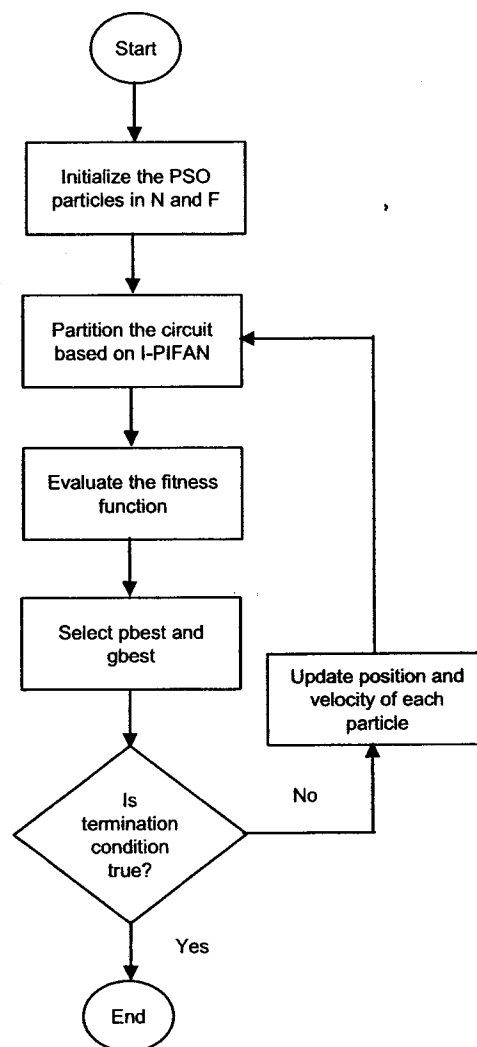 Start
Initialize the PSO
particles in N and F
Partition the circuit
based on I-PIFAN
Evaluate the fitness
function
Select pbest and
gbest
Update position and
velocity of each
particle
Is
termination
condition
true?
No
Yes
End